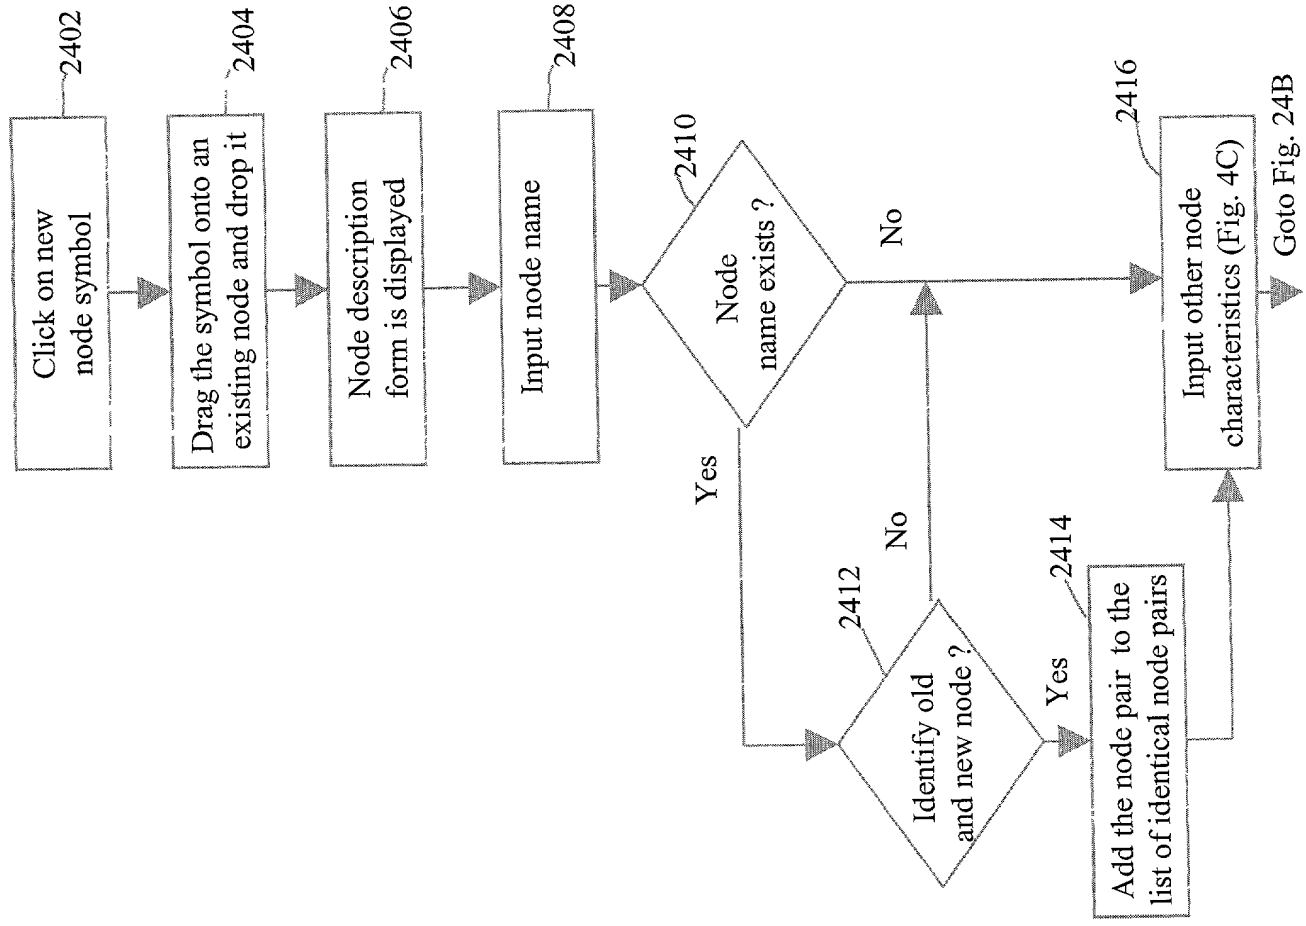 2402
Click on new
node symbol
2404
Drag the symbol onto an
existing node and drop it
2406
Node description
form is displayed
2408
Input node name
2410
Node
name exists ?
Yes
No
2412
Identify old
and new node ?
No
Yes
2414
Add the node pair to the
list of identical node pairs
2416
Input other node
characteristics (Fig. 4C)
Goto Fig. 24B